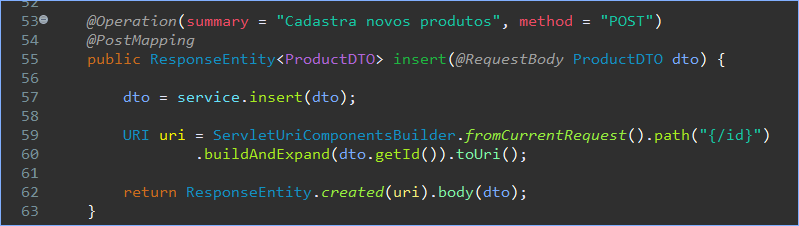 53 @Operation(summary = "Cadastra novos produtos", method = "POST")
54 @PostMapping
55 public ResponseEntity<ProductDTO> insert(@RequestBody ProductDTO dto) {
56
57 dto = service.insert(dto);
58
59 URI uri = ServletUriComponentsBuilder.fromCurrentRequest().path("{/id}")
60 .buildAndExpand(dto.getId()).toUri();
61
62 return ResponseEntity.created(uri).body(dto);
63 }